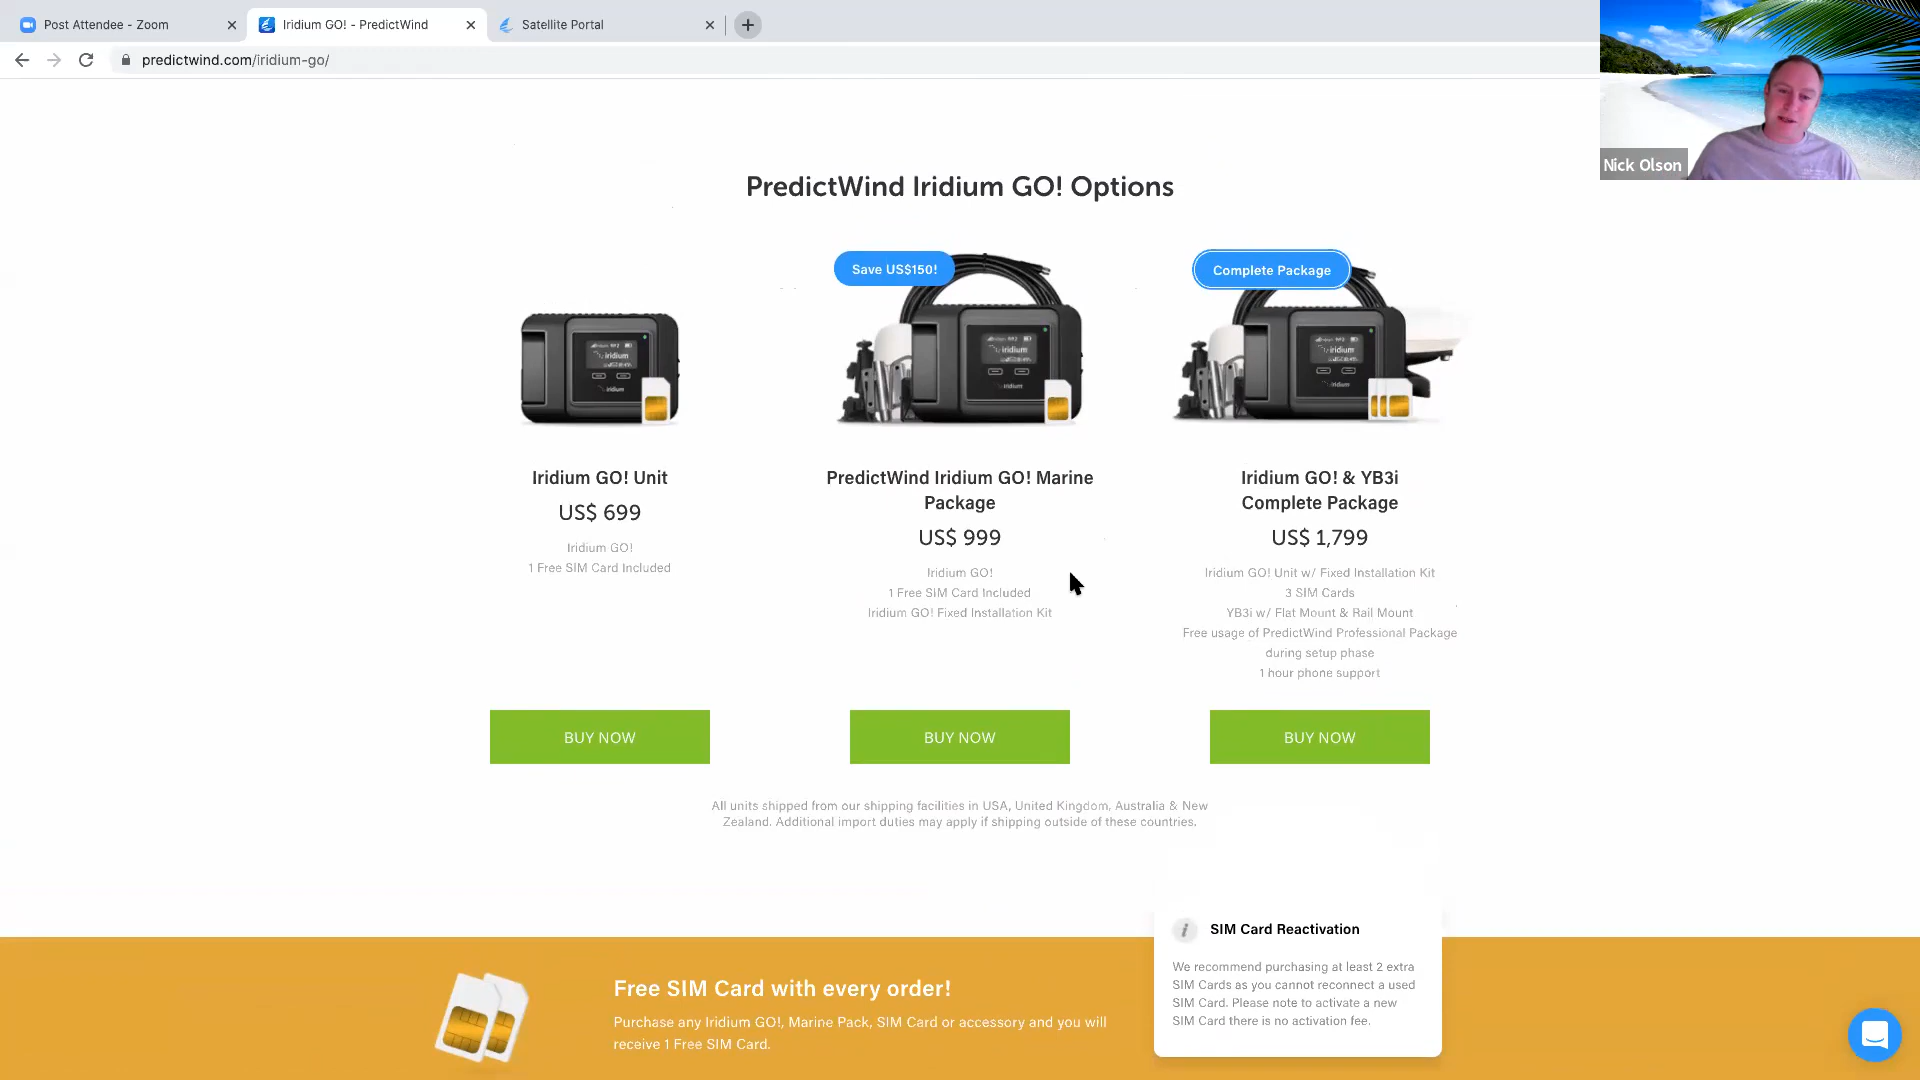 Post Attendee - Zoom
Iridium GO! - PredictWind
Satellite Portal
predictwind.com/iridium-go/
Nick Olson
PredictWind Iridium GO! Options
Save US$150!
Complete Package
iridium
iridium
iridium
iridium
iridium
iridium
Iridium GO! Unit
US$ 699
Iridium GO!
1 Free SIM Card Included
BUY NOW
PredictWind Iridium GO! Marine
Package
US$ 999
Iridium GO!
1 Free SIM Card Included
Iridium GO! Fixed Installation Kit
BUY NOW
Iridium GO! & YB3i
Complete Package
US$ 1,799
Iridium GO! Unit w/ Fixed Installation Kit
3 SIM Cards
YB3i w/ Flat Mount & Rail Mount
Free usage of PredictWind Professional Package
during setup phase
1 hour phone support
BUY NOW
All units shipped from our shipping facilities in USA, United Kingdom, Australia & New
Zealand. Additional import duties may apply if shipping outside of these countries.
Free SIM Card with every order!
Purchase any Iridium GO!, Marine Pack, SIM Card or accessory and you will
receive 1 Free SIM Card.
SIM Card Reactivation
We recommend purchasing at least 2 extra
SIM Cards as you cannot reconnect a used
SIM Card. Please note to activate a new
SIM Card there is no activation fee.